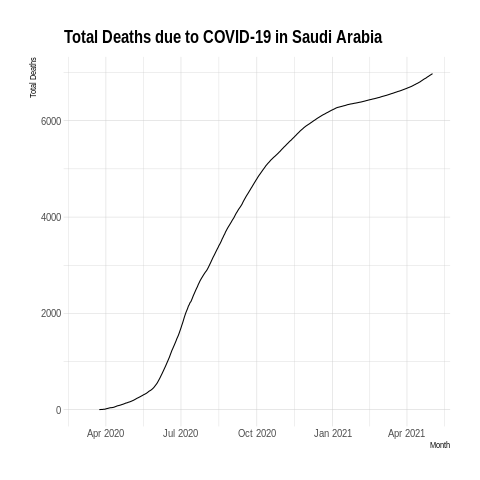 Total Deaths due to COVID-19 in Saudi Arabia
Total Deaths
6000
4000
2000
0
Apr 2020 Jul 2020 Oct 2020 Jan 2021 Apr 2021
Month